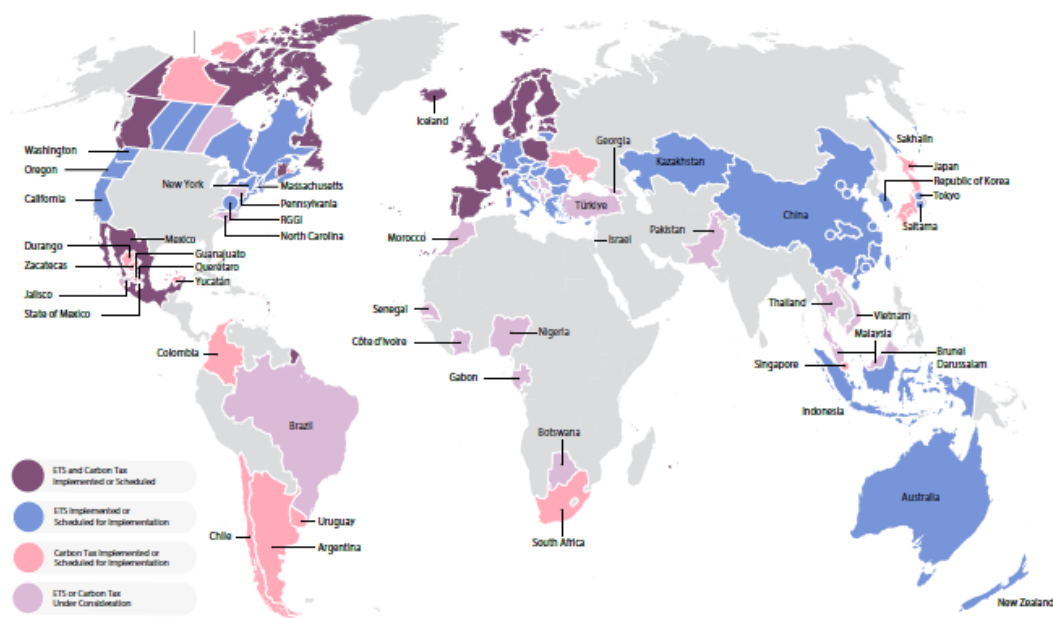 Iceland
Georgia
Sakhalin
Washington
Kazakhstan
Japan
Oregon
Republic of Korea
New York
Massachusetts
California
Pennsylvania
Türkiye
China
Tokyo
RGGI
Pakistan
Saitama
North Carolina
Morocco
Israel
Mexico
Durango
Guanajuato
Zacatecas
Querétaro
Yucatán
Jalisco
State of Mexico
Senegal
Thailand
Vietnam
Nigeria
Malaysia
Côte d'Ivoire
Colombia
Brunei
Darussalam
Singapore
Gabon
Indonesia
Brazil
Botswana
ETS and Carbon Tax
Implemented or Scheduled
Australia
ETS Implemented or
Scheduled for Implementation
Uruguay
Chile
South Africa
Argentina
Carbon Tax Implemented or
Scheduled for Implementation
ETS or Carbon Tax
Under Consideration
New Zealand